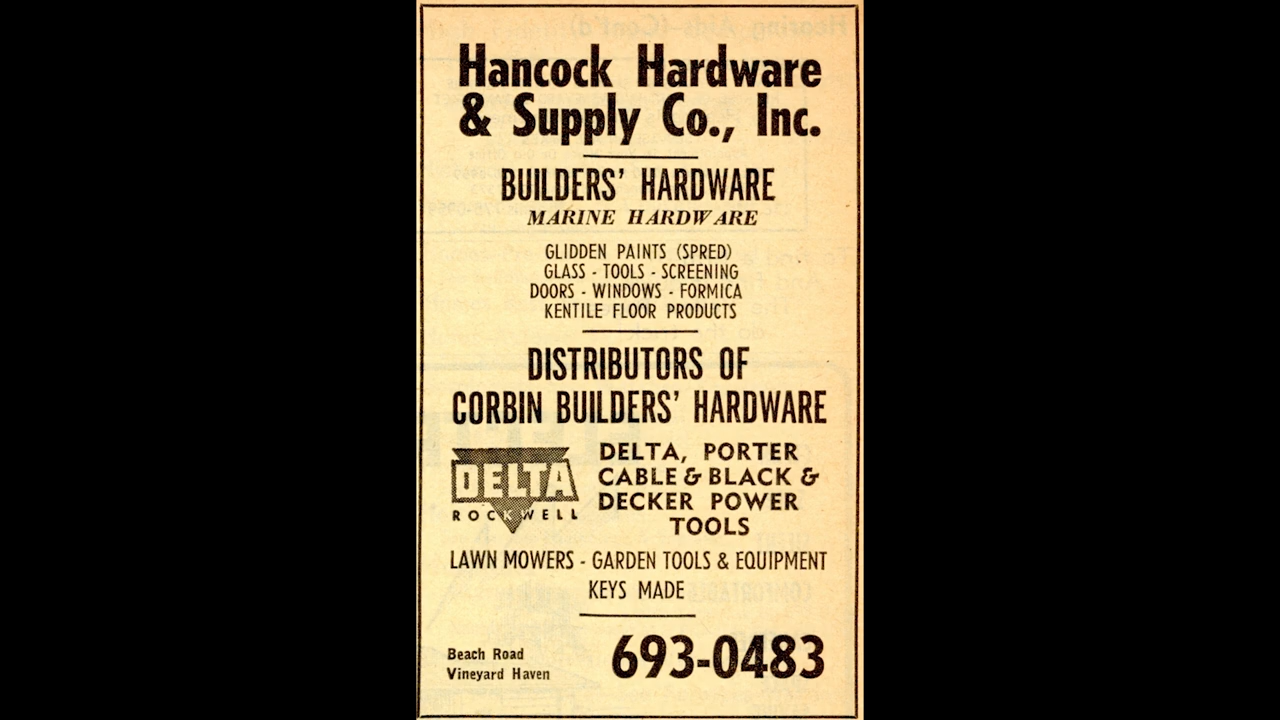 Hancock Hardware
& Supply Co., Inc.
BUILDERS' HARDWARE
MARINE HARDWARE
GLIDDEN PAINTS (SPRED)
GLASS - TOOLS - SCREENING
DOORS - WINDOWS - FORMICA
KENTILE FLOOR PRODUCTS
DISTRIBUTORS OF
CORBIN BUILDERS' HARDWARE
DELTA
ROCKWELL
DELTA, PORTER
CABLE & BLACK &
DECKER POWER
TOOLS
LAWN MOWERS - GARDEN TOOLS & EQUIPMENT
KEYS MADE
Beach Road
Vineyard Haven
693-0483